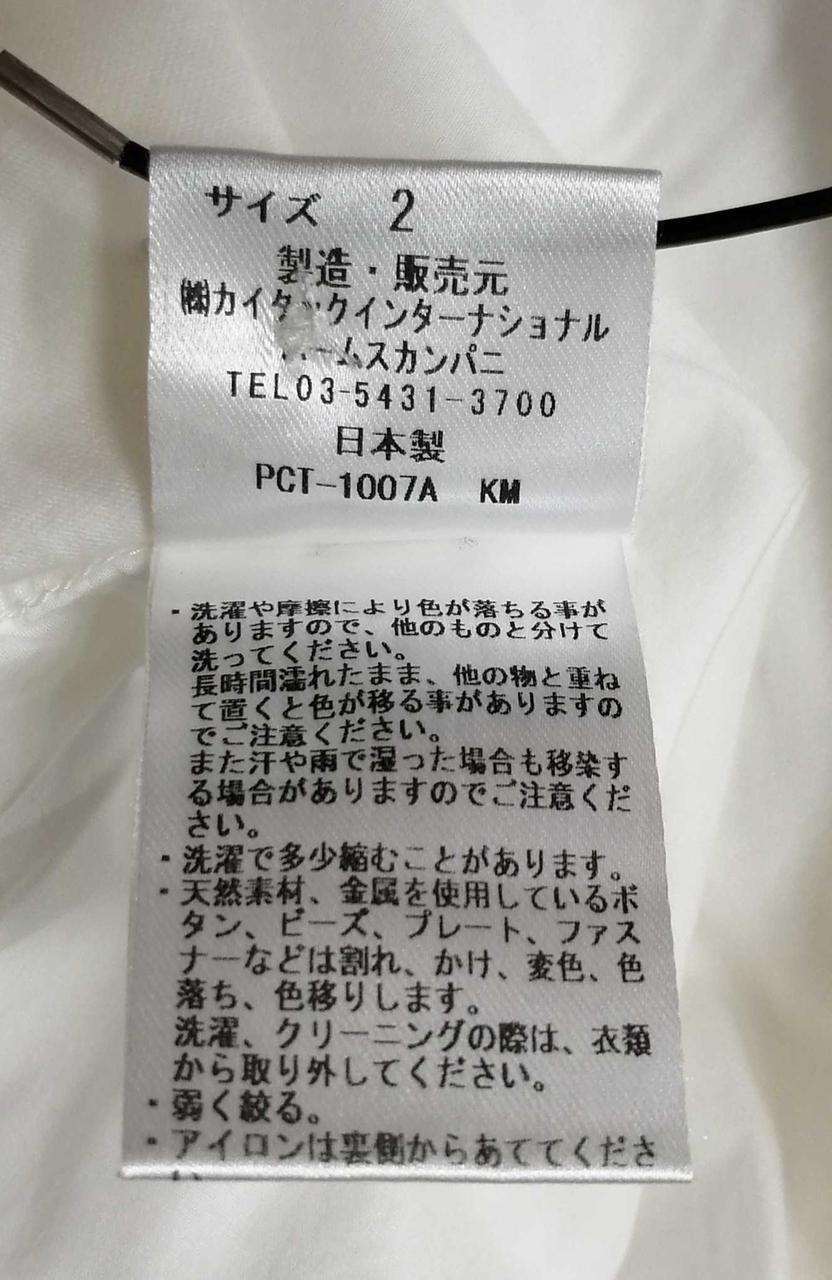 サイズ 2
製造・販売元
㈱カイタックインターナショナル
ームスカンパニ
TEL03-5431-3700
日本製
PCT-1007A KM
・洗濯や摩擦により色が落ちる事が
ありますので、他のものと分けて
洗ってください。
長時間濡れたまま、他の物と重ね
て置くと色が移る事がありますの
でご注意ください。
また汗や雨で湿った場合も移染す
る場合がありますのでご注意くだ
さい。
・洗濯で多少縮むことがあります。
・天然素材、金属を使用しているボ
タン、ビーズ、プレート、ファス
ナーなどは割れ、かけ、変色、色
落ち、色移りします。
洗濯、クリーニングの際は、衣類
から取り外してください。
・弱く絞る。
・アイロンは裏側からあててくださ